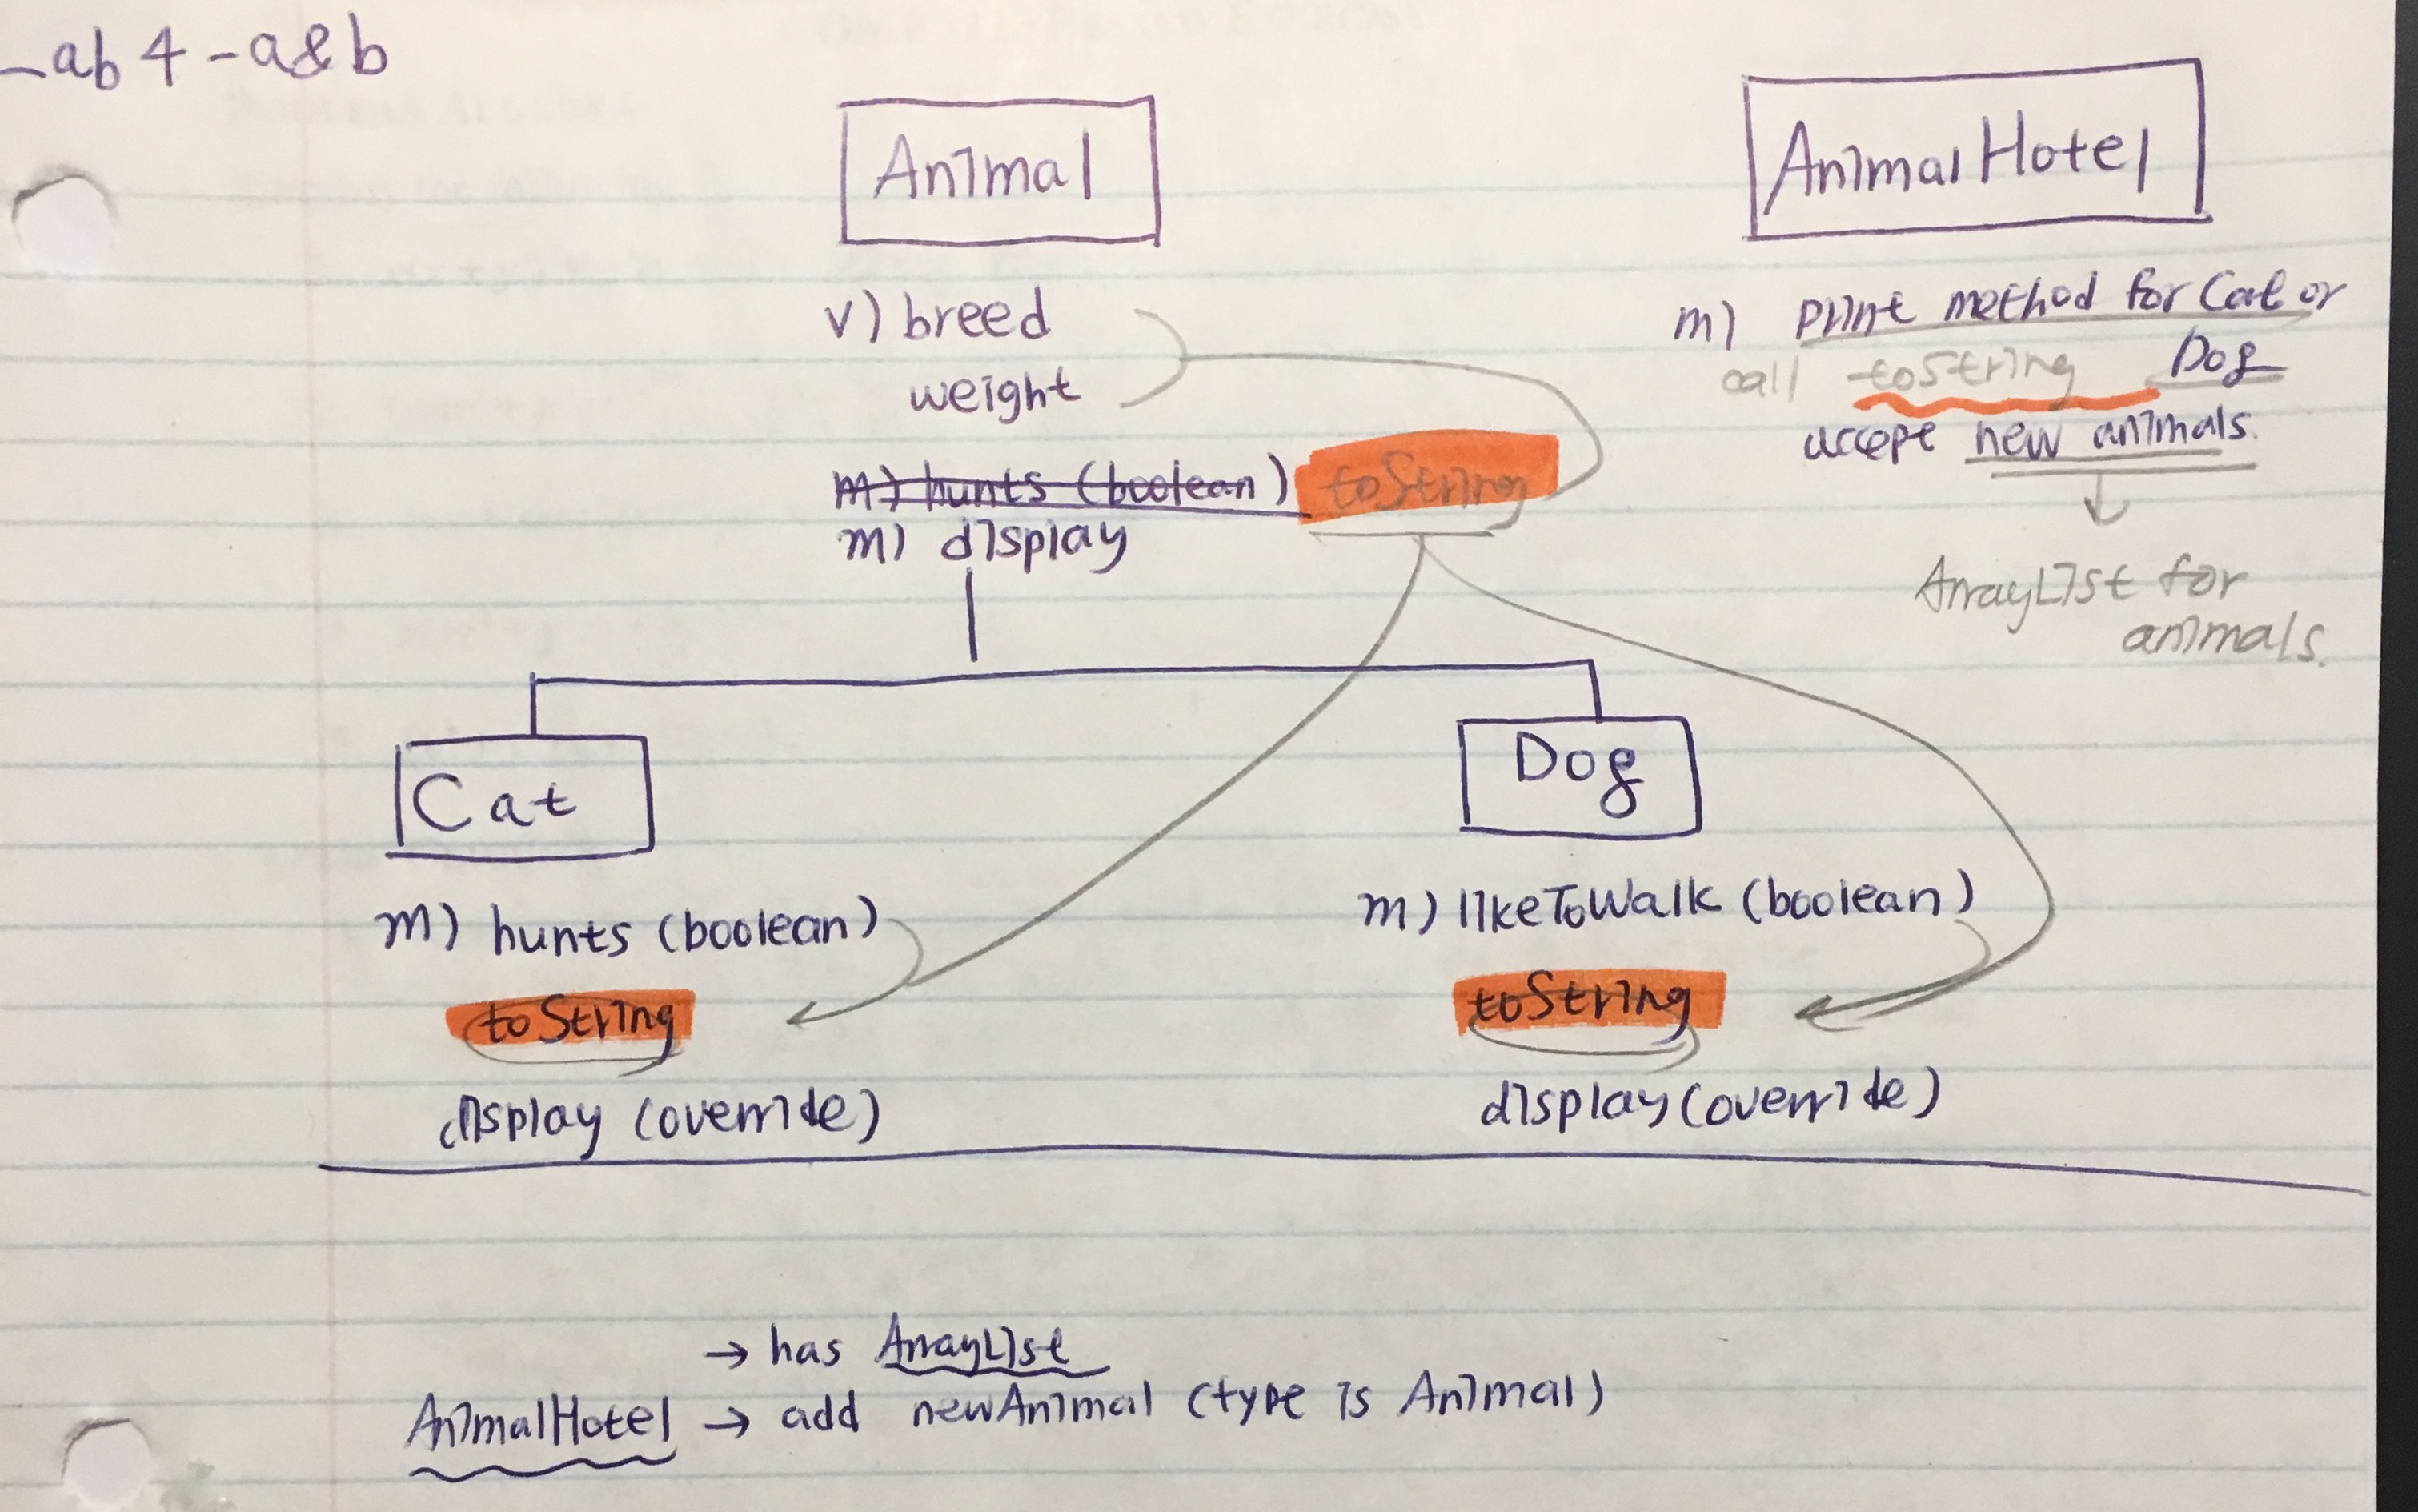 ab 4 - a&b
Animal
v) breed
weight
m) hunts (boolean) toString
m) display
AnimalHotel
m) print method for Cat or
Dog
call toString
accept new animals.
ArrayList for
animals.
Cat
m) hunts (boolean)
toString
display (override)
Dog
m) likeToWalk (boolean)
toString
display (override)
→ has ArrayList
AnimalHotel → add newAnimal (type is Animal)